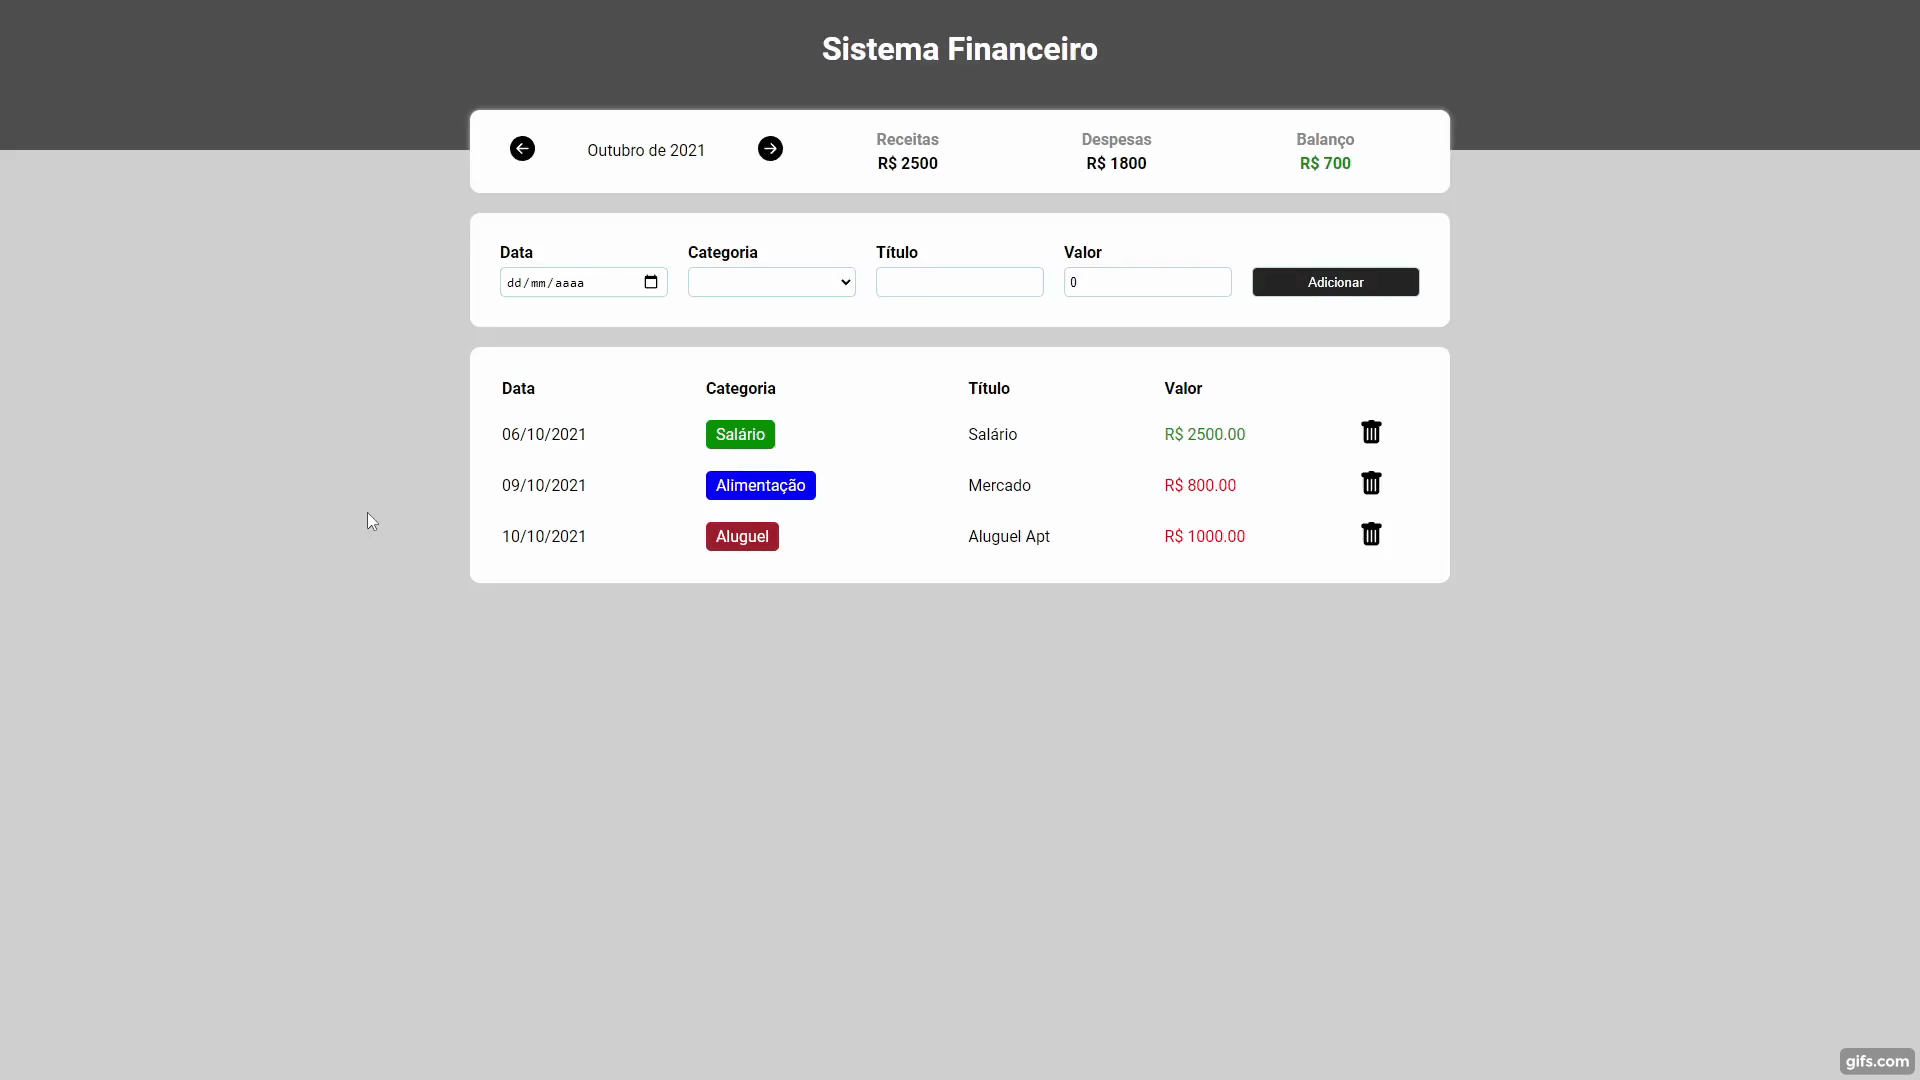 Sistema Financeiro
Outubro de 2021
Receitas
R$ 2500
Despesas
R$ 1800
Balanço
R$ 700
Data
Categoria
Título
Valor
dd/mm/aaaa
0
Adicionar
Data Categoria Título Valor
06/10/2021 Salário Salário R$ 2500.00
09/10/2021 Alimentação Mercado R$ 800.00
10/10/2021 Aluguel Aluguel Apt R$ 1000.00
gifs.com